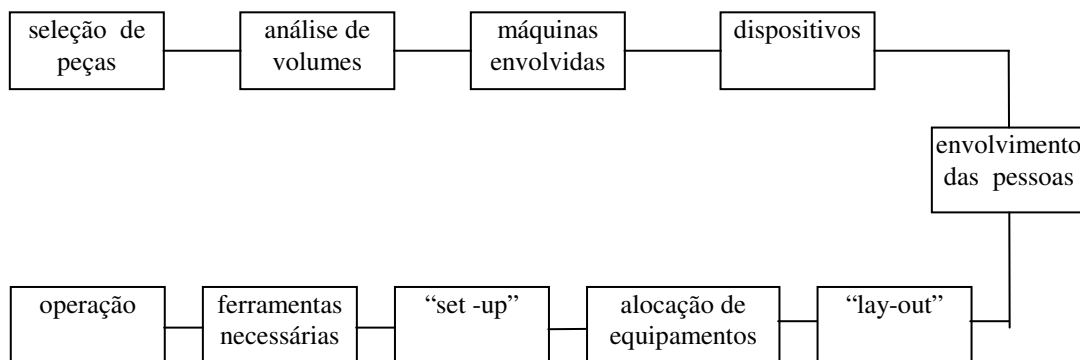 seleção de
peças
análise de
volumes
máquinas
envolvidas
dispositivos
envolvimento
das pessoas
operação
ferramentas
necessárias
“set -up”
alocação de
equipamentos
“lay-out”